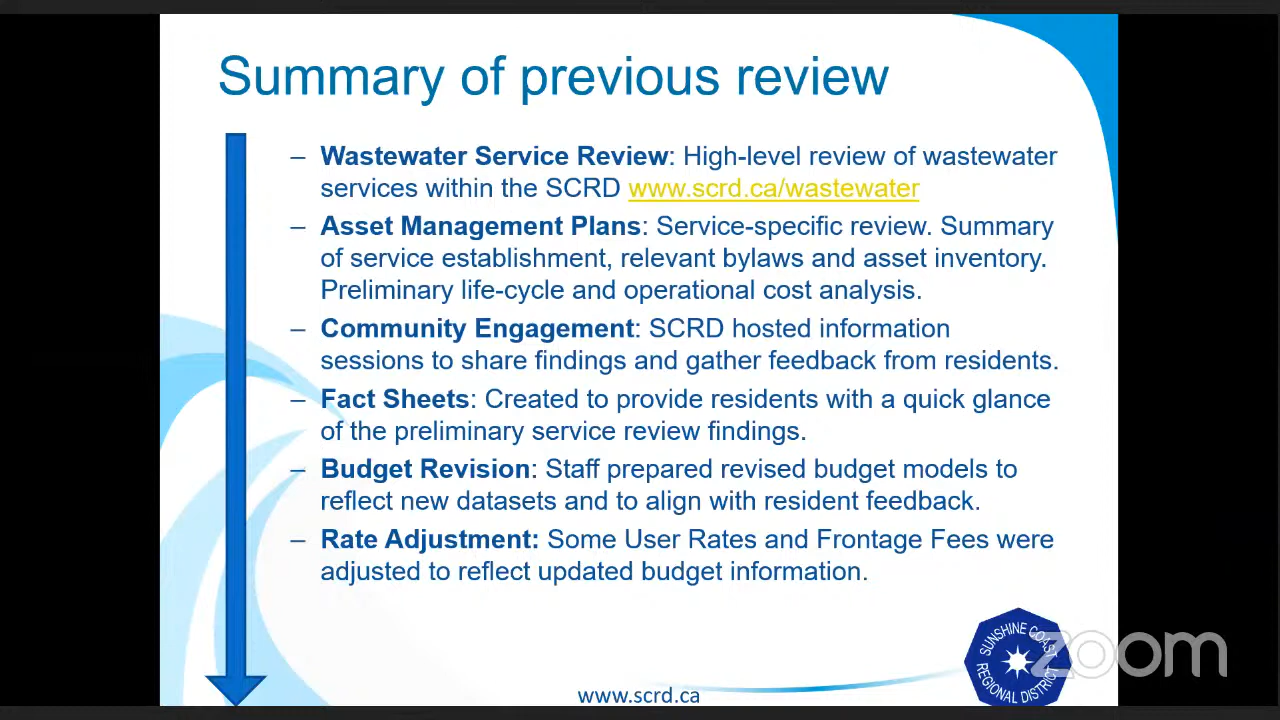 Summary of previous review
– Wastewater Service Review: High-level review of wastewater
services within the SCRD www.scrd.ca/wastewater
– Asset Management Plans: Service-specific review. Summary
of service establishment, relevant bylaws and asset inventory.
Preliminary life-cycle and operational cost analysis.
– Community Engagement: SCRD hosted information
sessions to share findings and gather feedback from residents.
– Fact Sheets: Created to provide residents with a quick glance
of the preliminary service review findings.
– Budget Revision: Staff prepared revised budget models to
reflect new datasets and to align with resident feedback.
– Rate Adjustment: Some User Rates and Frontage Fees were
adjusted to reflect updated budget information.
SUNSHINE COAST
REGIONAL DISTRICT
zoom
www.scrd.ca